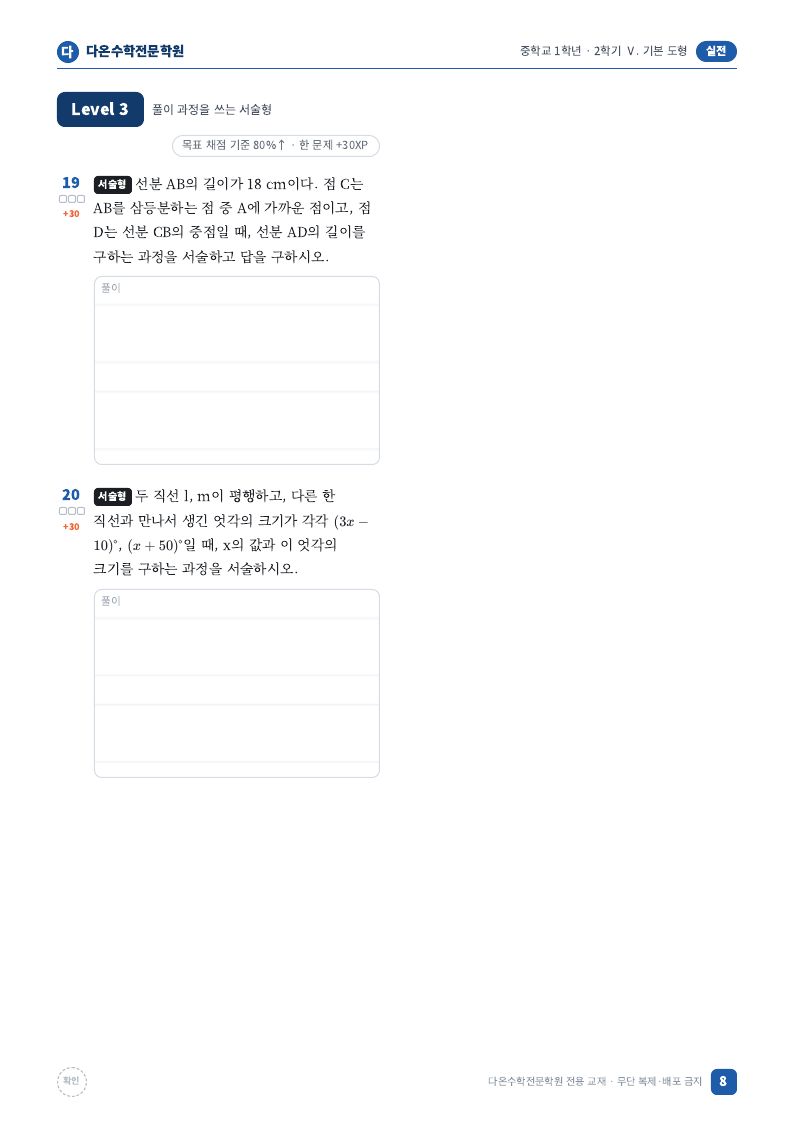 다 다온수학전문학원
중학교 1학년 · 2학기 Ⅴ. 기본 도형 실전
Level 3 풀이 과정을 쓰는 서술형
목표 채점 기준 80%↑ · 한 문제 +30XP
19 서술형 선분 AB의 길이가 18 cm이다. 점 C는
+30 AB를 삼등분하는 점 중 A에 가까운 점이고, 점
D는 선분 CB의 중점일 때, 선분 AD의 길이를
구하는 과정을 서술하고 답을 구하시오.
풀이
20 서술형 두 직선 l, m이 평행하고, 다른 한
+30 직선과 만나서 생긴 엇각의 크기가 각각 (3x −
10)°, (x + 50)°일 때, x의 값과 이 엇각의
크기를 구하는 과정을 서술하시오.
풀이
확인
다온수학전문학원 전용 교재 · 무단 복제·배포 금지 8